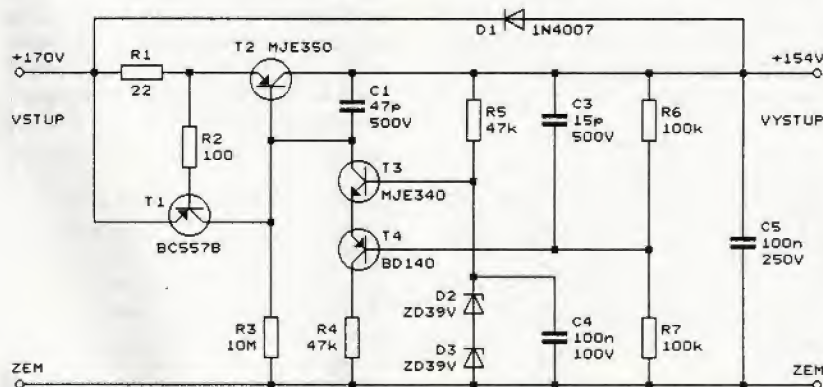 D1 1N4007
+170V
R1
T2 MJE350
+154V
22
C1
47p
500V
R5
47k
C3
15p
500V
R6
100k
VSTUP
VYSTUP
R2
100
T3
MJE340
T1
BC557B
T4
BD140
C5
100n
250V
D2
ZD39V
R3
10M
R4
47k
D3
ZD39V
C4
100n
100V
R7
100k
ZEM
ZEM